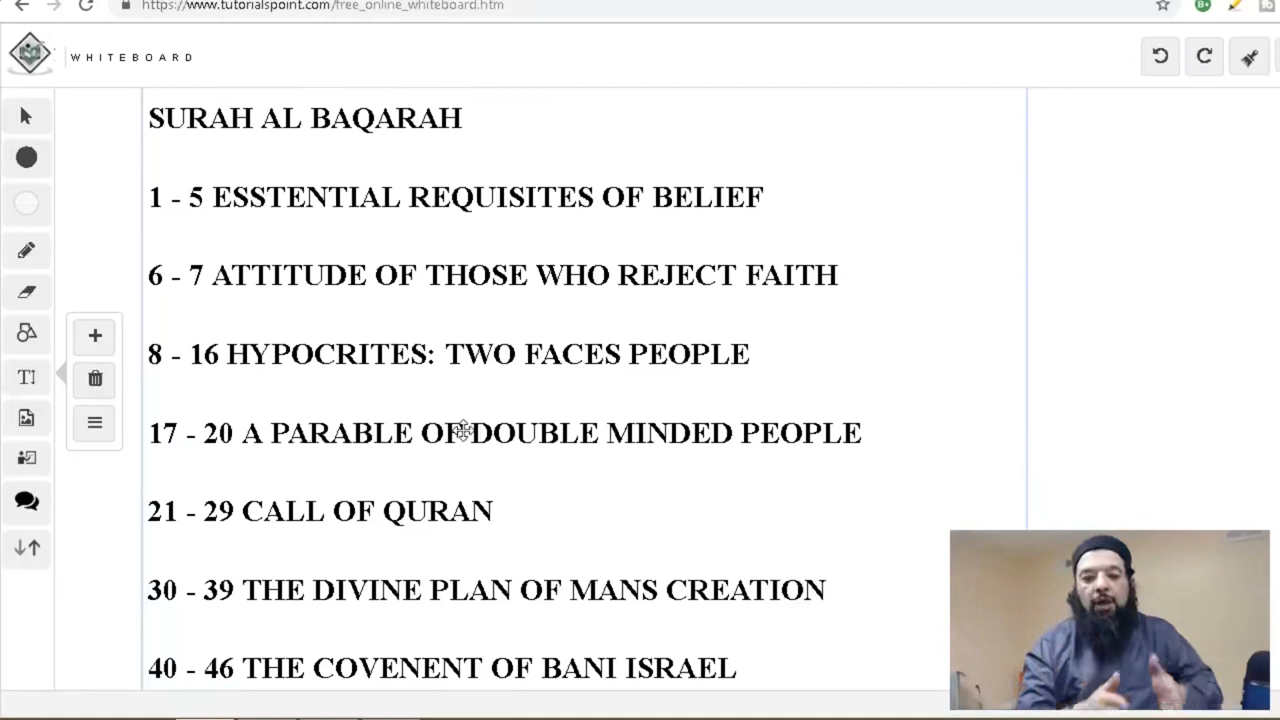 https://www.tutorialspoint.com/free_online_whiteboard.htm
WHITEBOARD
SURAH AL BAQARAH
1 - 5 ESSTENTIAL REQUISITES OF BELIEF
6 - 7 ATTITUDE OF THOSE WHO REJECT FAITH
8 - 16 HYPOCRITES: TWO FACES PEOPLE
17 - 20 A PARABLE OF DOUBLE MINDED PEOPLE
21 - 29 CALL OF QURAN
30 - 39 THE DIVINE PLAN OF MANS CREATION
40 - 46 THE COVENENT OF BANI ISRAEL